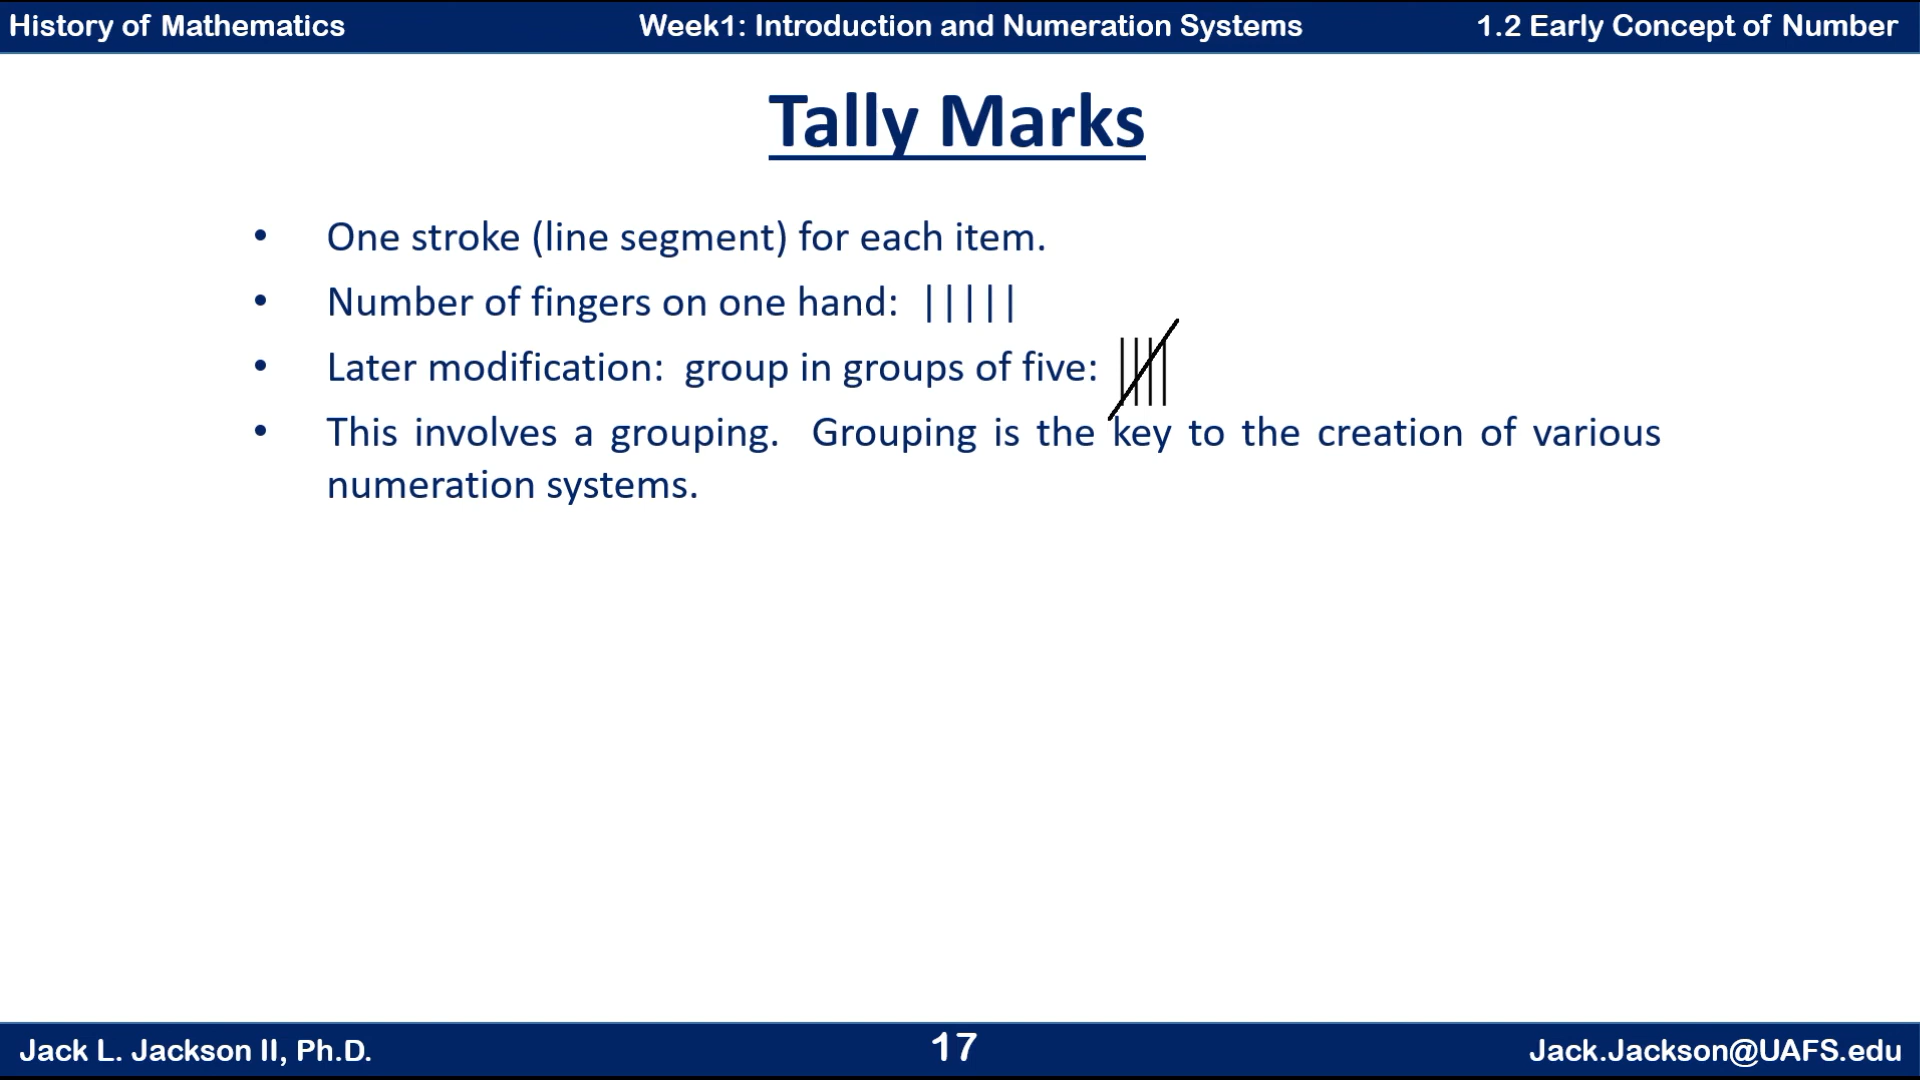 History of Mathematics Week1: Introduction and Numeration Systems 1.2 Early Concept of Number
Tally Marks
• One stroke (line segment) for each item.
• Number of fingers on one hand: | | | | |
• Later modification: group in groups of five:
• This involves a grouping. Grouping is the key to the creation of various
numeration systems.
Jack L. Jackson II, Ph.D. 17 Jack.Jackson@UAFS.edu